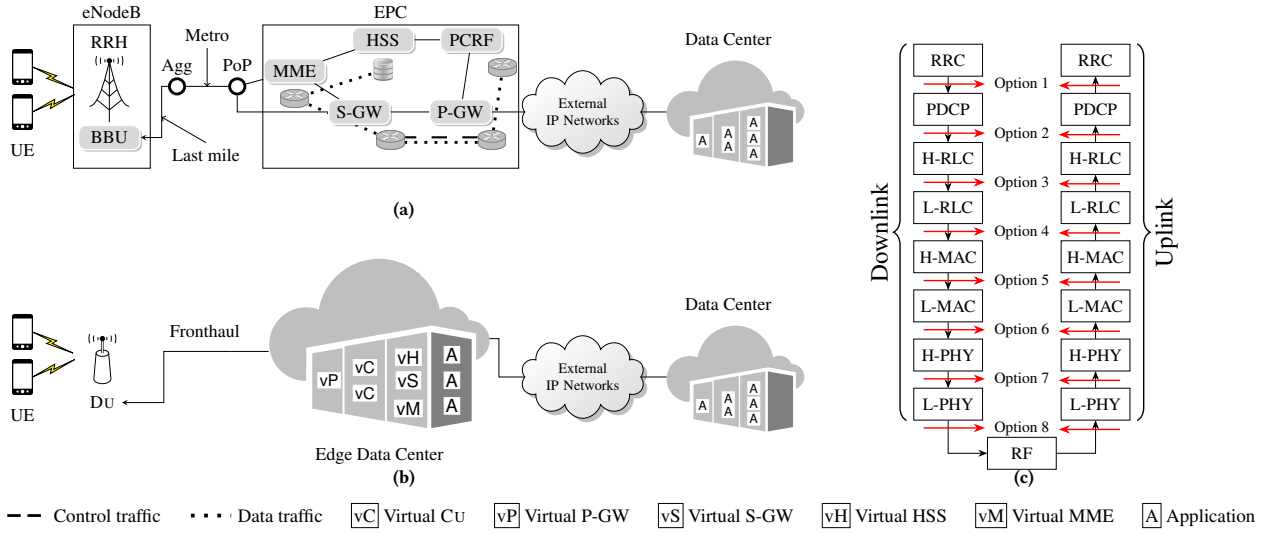 eNodeB
EPC
RRH
BBU
UE
Agg
Metro
PoP
Last mile
MME
HSS
PCRF
S-GW
P-GW
External
IP Networks
Data Center
A
A
A
A
A
A
(a)
UE
DU
Fronthaul
vP
vC
vC
vH
vS
vM
A
A
A
Edge Data Center
External
IP Networks
Data Center
A
A
A
A
A
A
(b)
Downlink
Uplink
RRC RRC
Option 1
PDCP PDCP
Option 2
H-RLC H-RLC
Option 3
L-RLC L-RLC
Option 4
H-MAC H-MAC
Option 5
L-MAC L-MAC
Option 6
H-PHY H-PHY
Option 7
L-PHY L-PHY
Option 8
RF
(c)
Control traffic Data traffic vC Virtual CU vP Virtual P-GW vS Virtual S-GW vH Virtual HSS vM Virtual MME A Application